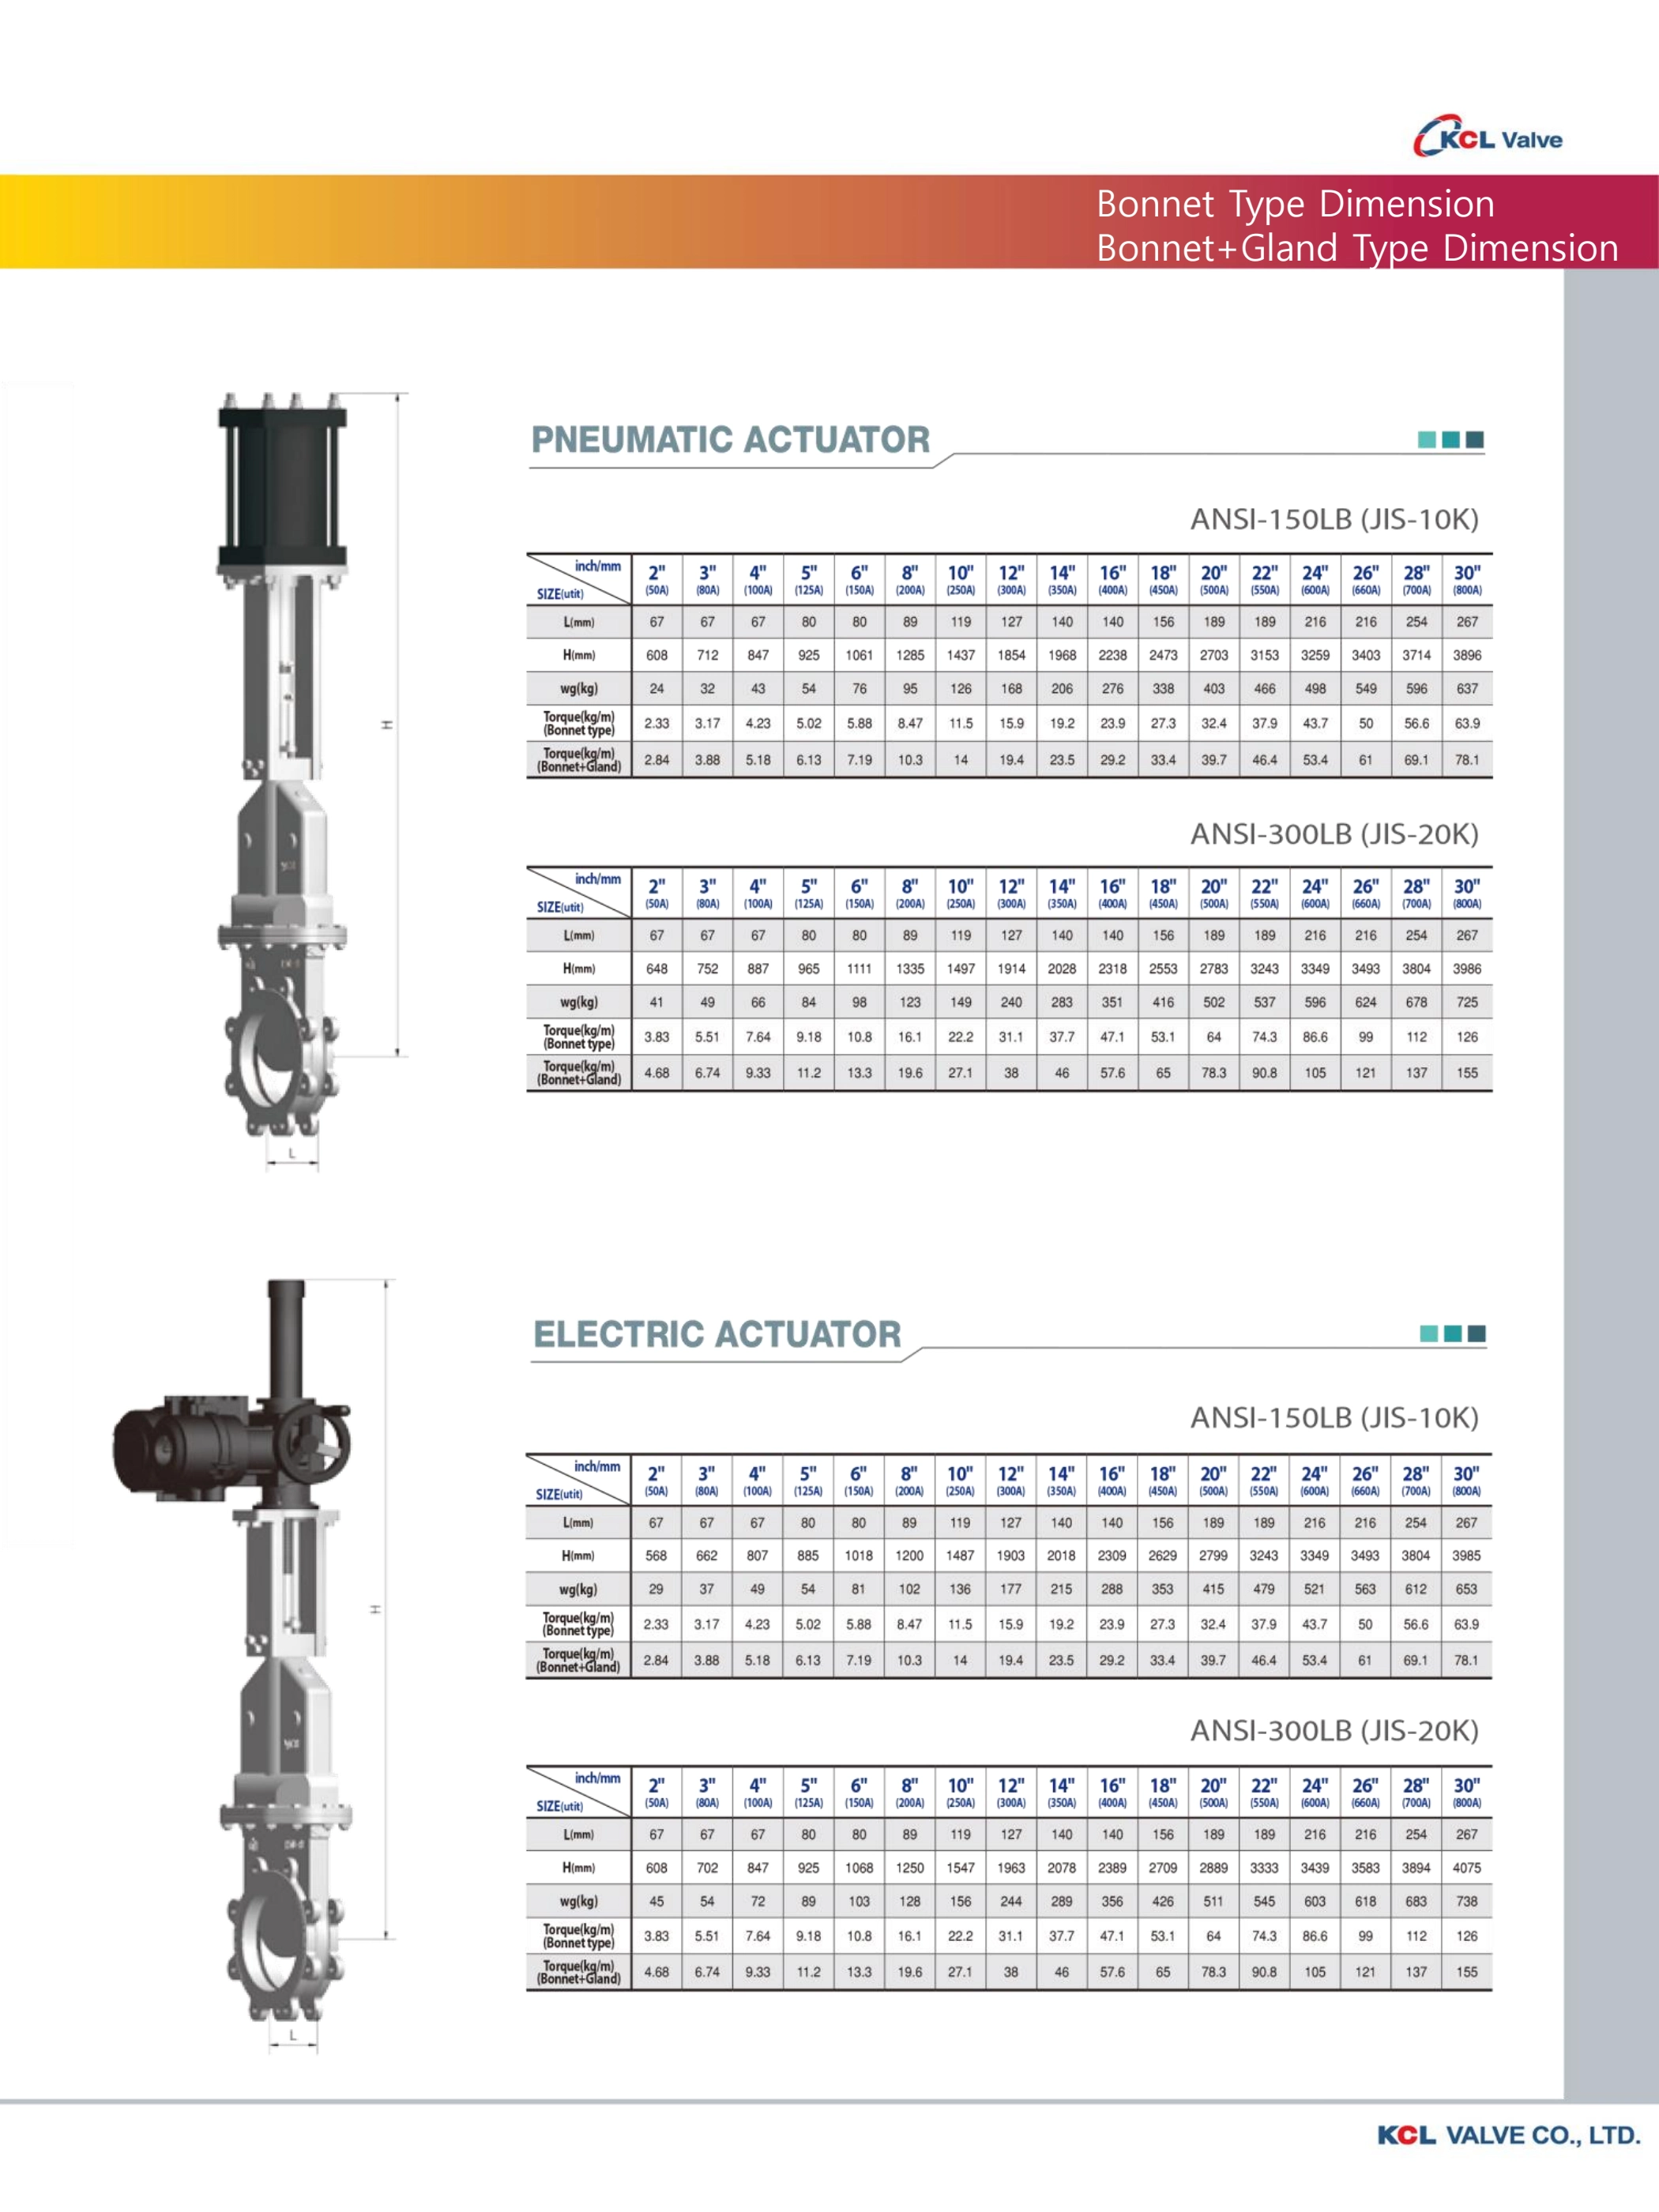 KCL Valve
Bonnet Type Dimension
Bonnet+Gland Type Dimension
PNEUMATIC ACTUATOR
ANSI-150LB (JIS-10K)
inch/mm 2" 3" 4" 5" 6" 8" 10" 12" 14" 16" 18" 20" 22" 24" 26" 28" 30"
SIZE(utit) (50A) (80A) (100A) (125A) (150A) (200A) (250A) (300A) (350A) (400A) (450A) (500A) (550A) (600A) (660A) (700A) (800A)
L(mm) 67 67 67 80 80 89 119 127 140 140 156 189 189 216 216 254 267
H(mm) 608 712 847 925 1061 1285 1437 1854 1968 2238 2473 2703 3153 3259 3403 3714 3896
wg(kg) 24 32 43 54 76 95 126 168 206 276 338 403 466 498 549 596 637
Torque(kg/m)
(Bonnet type) 2.33 3.17 4.23 5.02 5.88 8.47 11.5 15.9 19.2 23.9 27.3 32.4 37.9 43.7 50 56.6 63.9
Torque(kg/m)
(Bonnet+Gland) 2.84 3.88 5.18 6.13 7.19 10.3 14 19.4 23.5 29.2 33.4 39.7 46.4 53.4 61 69.1 78.1
H
ANSI-300LB (JIS-20K)
inch/mm 2" 3" 4" 5" 6" 8" 10" 12" 14" 16" 18" 20" 22" 24" 26" 28" 30"
SIZE(utit) (50A) (80A) (100A) (125A) (150A) (200A) (250A) (300A) (350A) (400A) (450A) (500A) (550A) (600A) (660A) (700A) (800A)
L(mm) 67 67 67 80 80 89 119 127 140 140 156 189 189 216 216 254 267
H(mm) 648 752 887 965 1111 1335 1497 1914 2028 2318 2553 2783 3243 3349 3493 3804 3986
wg(kg) 41 49 66 84 98 123 149 240 283 351 416 502 537 596 624 678 725
Torque(kg/m)
(Bonnet type) 3.83 5.51 7.64 9.18 10.8 16.1 22.2 31.1 37.7 47.1 53.1 64 74.3 86.6 99 112 126
Torque(kg/m)
(Bonnet+Gland) 4.68 6.74 9.33 11.2 13.3 19.6 27.1 38 46 57.6 65 78.3 90.8 105 121 137 155
L
ELECTRIC ACTUATOR
ANSI-150LB (JIS-10K)
inch/mm 2" 3" 4" 5" 6" 8" 10" 12" 14" 16" 18" 20" 22" 24" 26" 28" 30"
SIZE(utit) (50A) (80A) (100A) (125A) (150A) (200A) (250A) (300A) (350A) (400A) (450A) (500A) (550A) (600A) (660A) (700A) (800A)
L(mm) 67 67 67 80 80 89 119 127 140 140 156 189 189 216 216 254 267
H(mm) 568 662 807 885 1018 1200 1487 1903 2018 2309 2629 2799 3243 3349 3493 3804 3985
wg(kg) 29 37 49 54 81 102 136 177 215 288 353 415 479 521 563 612 653
H
Torque(kg/m)
(Bonnet type) 2.33 3.17 4.23 5.02 5.88 8.47 11.5 15.9 19.2 23.9 27.3 32.4 37.9 43.7 50 56.6 63.9
Torque(kg/m)
(Bonnet+Gland) 2.84 3.88 5.18 6.13 7.19 10.3 14 19.4 23.5 29.2 33.4 39.7 46.4 53.4 61 69.1 78.1
ANSI-300LB (JIS-20K)
inch/mm 2" 3" 4" 5" 6" 8" 10" 12" 14" 16" 18" 20" 22" 24" 26" 28" 30"
SIZE(utit) (50A) (80A) (100A) (125A) (150A) (200A) (250A) (300A) (350A) (400A) (450A) (500A) (550A) (600A) (660A) (700A) (800A)
L(mm) 67 67 67 80 80 89 119 127 140 140 156 189 189 216 216 254 267
H(mm) 608 702 847 925 1068 1250 1547 1963 2078 2389 2709 2889 3333 3439 3583 3894 4075
wg(kg) 45 54 72 89 103 128 156 244 289 356 426 511 545 603 618 683 738
Torque(kg/m)
(Bonnet type) 3.83 5.51 7.64 9.18 10.8 16.1 22.2 31.1 37.7 47.1 53.1 64 74.3 86.6 99 112 126
Torque(kg/m)
(Bonnet+Gland) 4.68 6.74 9.33 11.2 13.3 19.6 27.1 38 46 57.6 65 78.3 90.8 105 121 137 155
L
KCL VALVE CO., LTD.